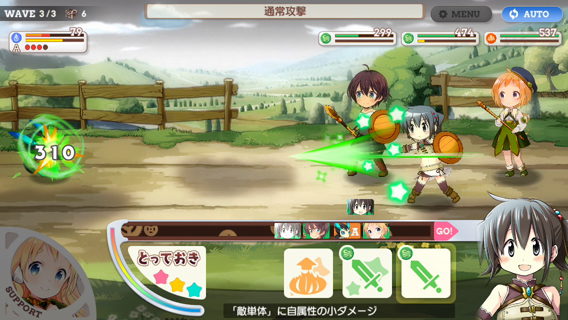 WAVE 3/3 6
通常攻撃
MENU
AUTO
79
A
299
474
537
310
A
GO!
とっておき
SUPPORT
「敵単体」に自属性の小ダメージ